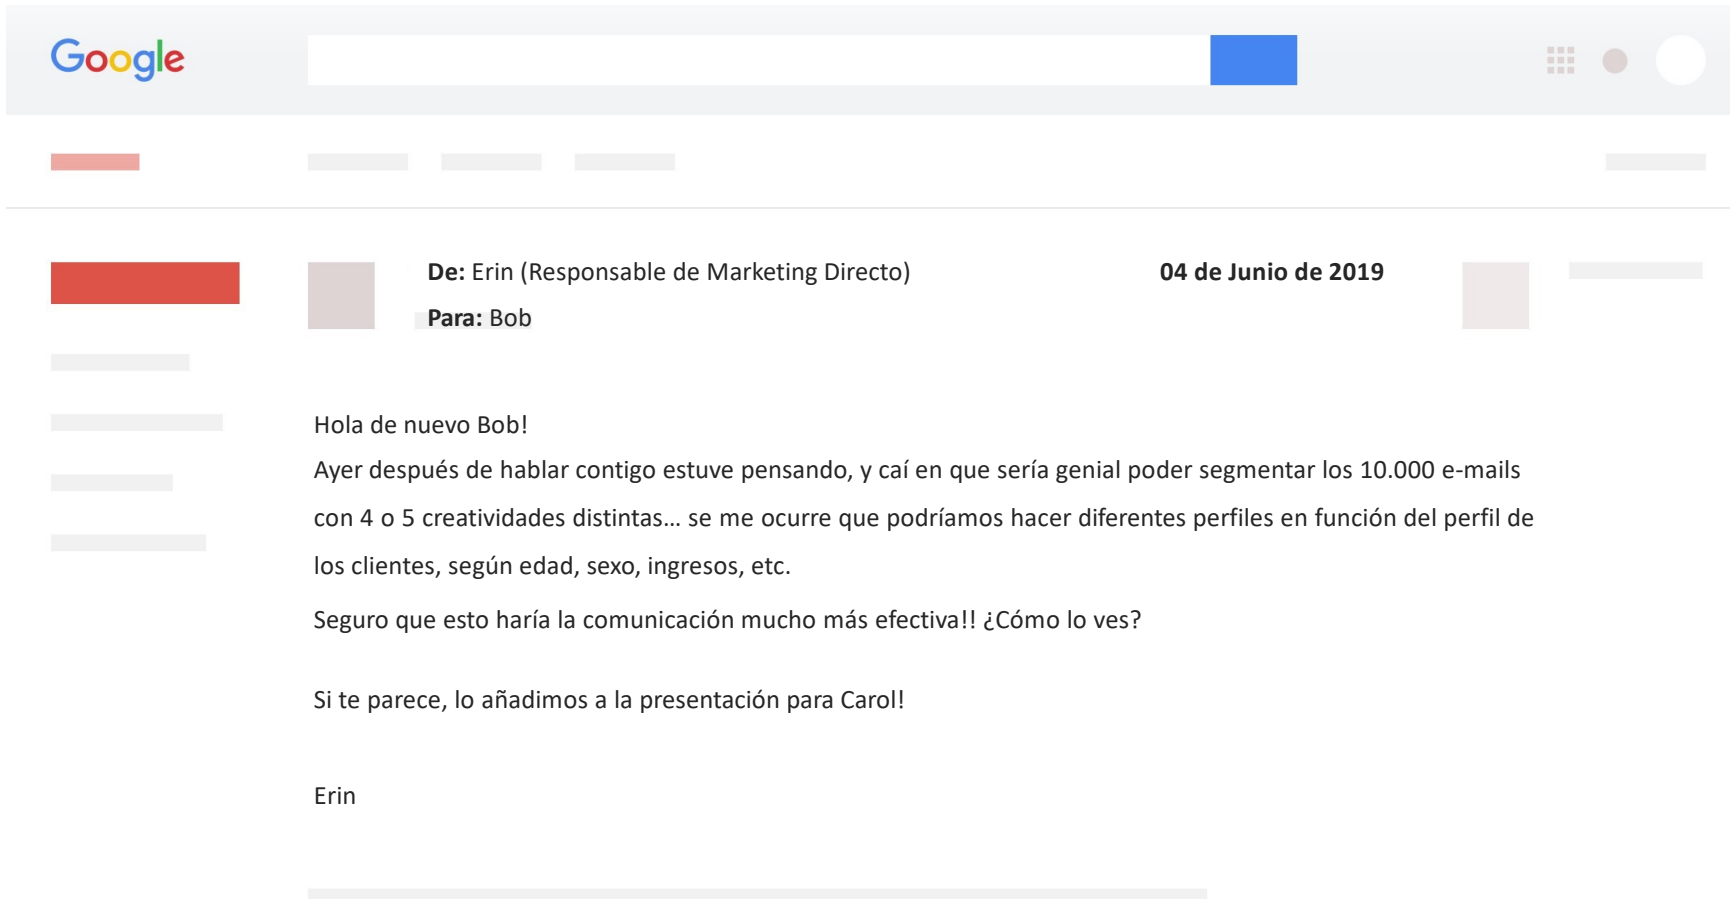 Google
De: Erin (Responsable de Marketing Directo) 04 de Junio de 2019
Para: Bob
Hola de nuevo Bob!
Ayer después de hablar contigo estuve pensando, y caí en que sería genial poder segmentar los 10.000 e-mails
con 4 o 5 creatividades distintas... se me ocurre que podríamos hacer diferentes perfiles en función del perfil de
los clientes, según edad, sexo, ingresos, etc.
Seguro que esto haría la comunicación mucho más efectiva!! ¿Cómo lo ves?
Si te parece, lo añadimos a la presentación para Carol!
Erin